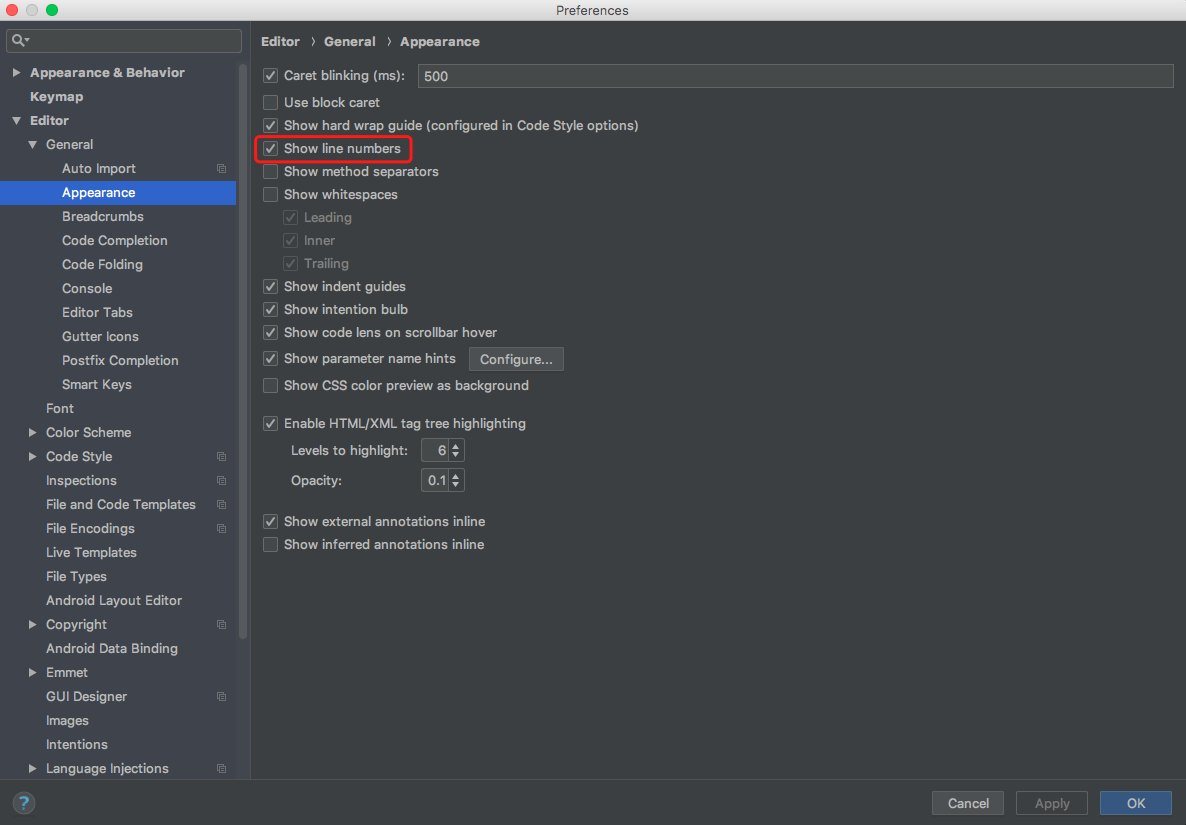 Preferences
Appearance & Behavior
Keymap
Editor
General
Auto Import
Appearance
Breadcrumbs
Code Completion
Code Folding
Console
Editor Tabs
Gutter Icons
Postfix Completion
Smart Keys
Font
Color Scheme
Code Style
Inspections
File and Code Templates
File Encodings
Live Templates
File Types
Android Layout Editor
Copyright
Android Data Binding
Emmet
GUI Designer
Images
Intentions
Language Injections
Editor › General › Appearance
Caret blinking (ms): 500
Use block caret
Show hard wrap guide (configured in Code Style options)
Show line numbers
Show method separators
Show whitespaces
Leading
Inner
Trailing
Show indent guides
Show intention bulb
Show code lens on scrollbar hover
Show parameter name hints Configure...
Show CSS color preview as background
Enable HTML/XML tag tree highlighting
Levels to highlight: 6
Opacity: 0.1
Show external annotations inline
Show inferred annotations inline
? Cancel Apply OK